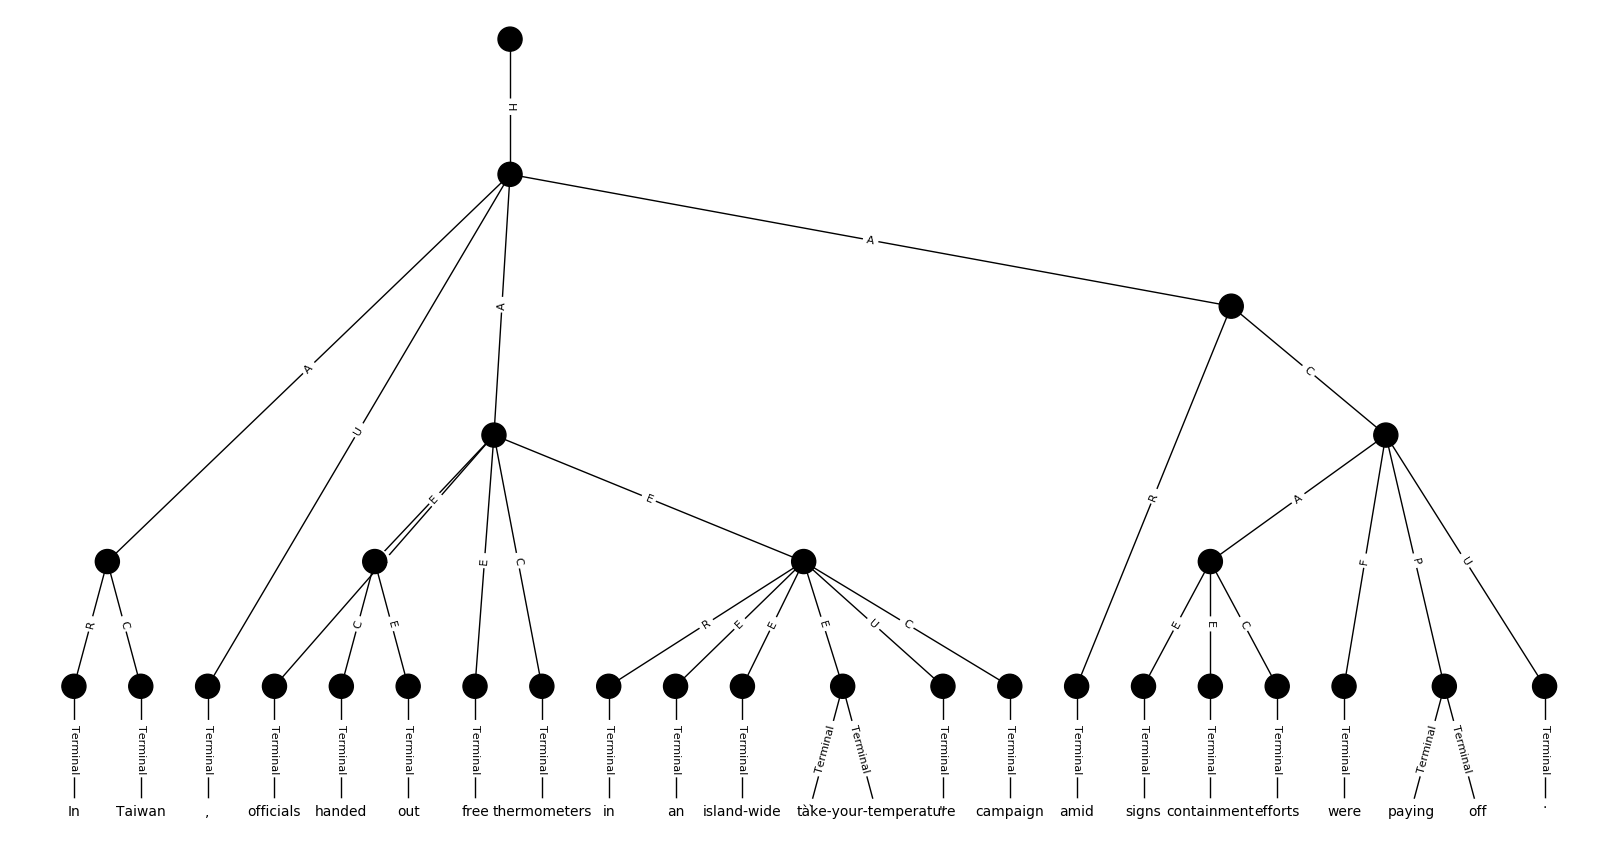 H
A
A
C
A
U
R
E
E
A
E
C
F
P
U
R
C
C
E
R
E
E
E
U
C
E
E
C
Terminal Terminal Terminal Terminal Terminal Terminal Terminal Terminal Terminal Terminal Terminal Terminal Terminal Terminal Terminal Terminal Terminal Terminal Terminal Terminal Terminal Terminal Terminal
In Taiwan , officials handed out free thermometers in an island-wide ` take-your-temperature ' campaign amid signs containment efforts were paying off .